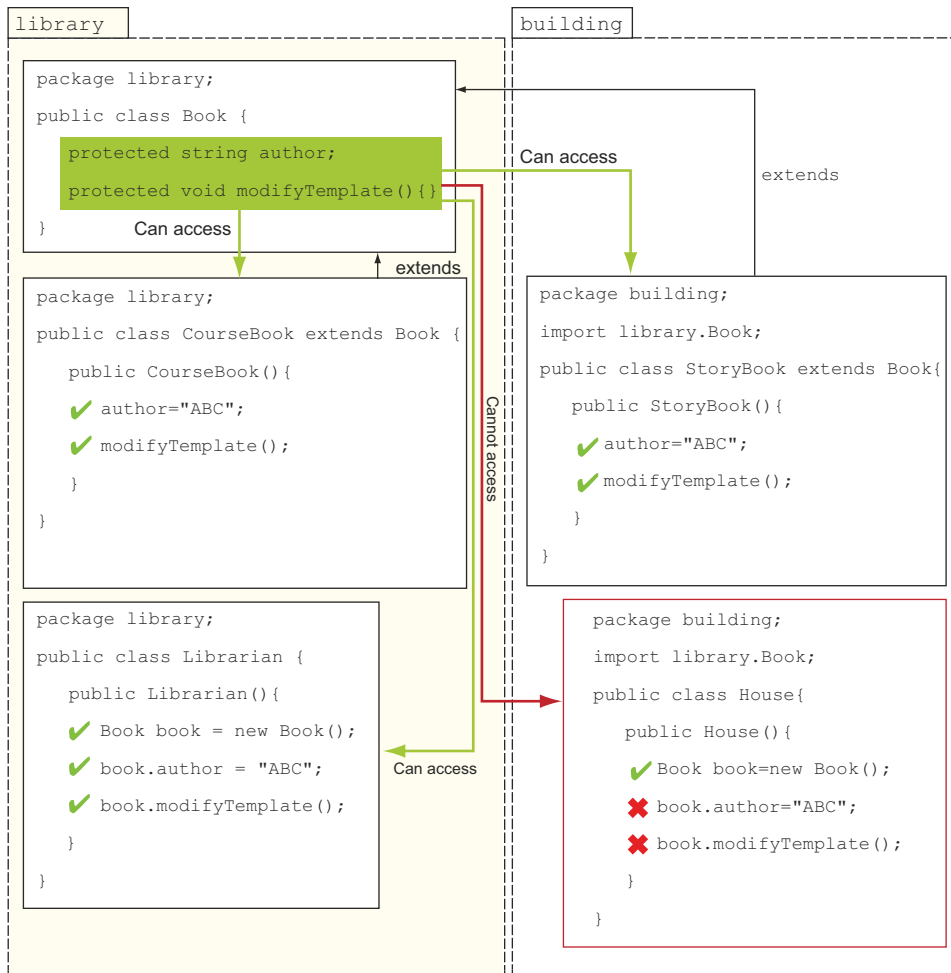 library
package library;
public class Book {
protected string author;
protected void modifyTemplate(){}
}
Can access
extends
package library;
public class CourseBook extends Book {
public CourseBook(){
author="ABC";
modifyTemplate();
}
}
package library;
public class Librarian {
public Librarian(){
Book book = new Book();
book.author = "ABC";
book.modifyTemplate();
}
}
Cannot access
Can access
building
Can access
extends
package building;
import library.Book;
public class StoryBook extends Book{
public StoryBook(){
author="ABC";
modifyTemplate();
}
}
package building;
import library.Book;
public class House{
public House(){
Book book=new Book();
book.author="ABC";
book.modifyTemplate();
}
}